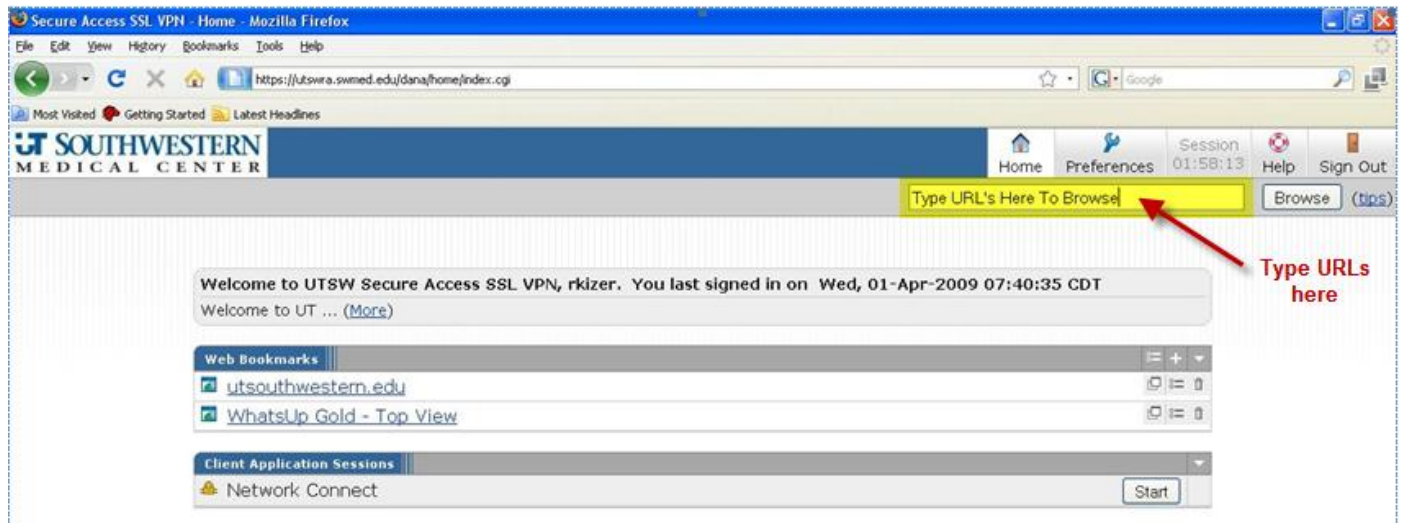 Secure Access SSL VPN - Home - Mozilla Firefox
File Edit View History Bookmarks Tools Help
https://utswra.swmed.edu/dana/home/index.cgi
Google
Most Visited Getting Started Latest Headlines
UT SOUTHWESTERN
MEDICAL CENTER
Home Preferences Session 01:58:13 Help Sign Out
Type URL's Here To Browse Browse (tips)
Type URLs
here
Welcome to UTSW Secure Access SSL VPN, rkizer. You last signed in on Wed, 01-Apr-2009 07:40:35 CDT
Welcome to UT ... (More)
Web Bookmarks
utsouthwestern.edu
WhatsUp Gold - Top View
Client Application Sessions
Network Connect Start